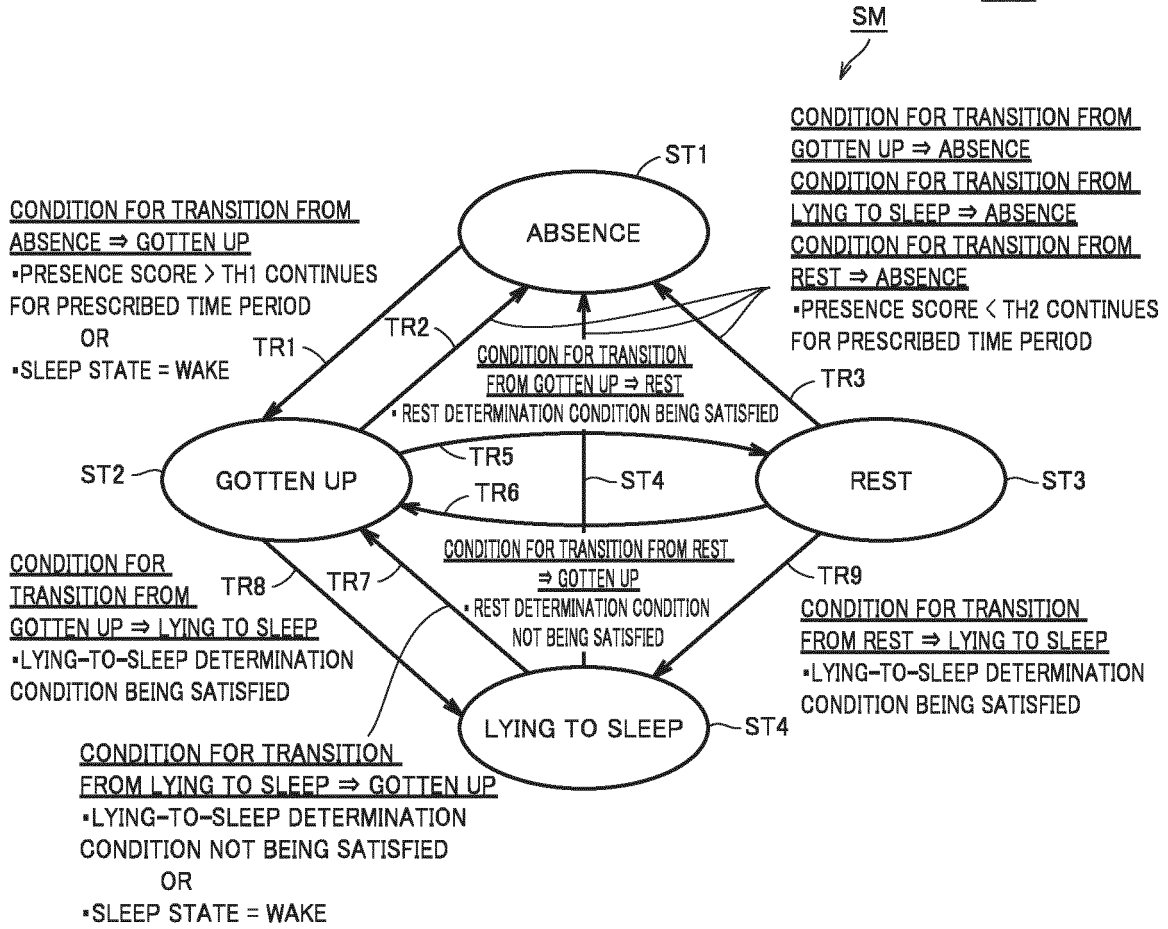 SM
CONDITION FOR TRANSITION FROM
GOTTEN UP ⇒ ABSENCE
CONDITION FOR TRANSITION FROM
LYING TO SLEEP ⇒ ABSENCE
CONDITION FOR TRANSITION FROM
REST ⇒ ABSENCE
▪PRESENCE SCORE < TH2 CONTINUES
FOR PRESCRIBED TIME PERIOD
ST1
ABSENCE
CONDITION FOR TRANSITION FROM
ABSENCE ⇒ GOTTEN UP
▪PRESENCE SCORE > TH1 CONTINUES
FOR PRESCRIBED TIME PERIOD
OR
▪SLEEP STATE = WAKE
TR1
TR2
TR3
CONDITION FOR TRANSITION
FROM GOTTEN UP ⇒ REST
▪ REST DETERMINATION CONDITION BEING SATISFIED
ST2
GOTTEN UP
TR5
TR6
ST4
REST
ST3
CONDITION FOR TRANSITION FROM REST
⇒ GOTTEN UP
▪ REST DETERMINATION CONDITION
NOT BEING SATISFIED
CONDITION FOR
TRANSITION FROM
GOTTEN UP ⇒ LYING TO SLEEP
▪LYING-TO-SLEEP DETERMINATION
CONDITION BEING SATISFIED
TR8
TR7
TR9
CONDITION FOR TRANSITION
FROM REST ⇒ LYING TO SLEEP
▪LYING-TO-SLEEP DETERMINATION
CONDITION BEING SATISFIED
LYING TO SLEEP
ST4
CONDITION FOR TRANSITION
FROM LYING TO SLEEP ⇒ GOTTEN UP
▪LYING-TO-SLEEP DETERMINATION
CONDITION NOT BEING SATISFIED
OR
▪SLEEP STATE = WAKE